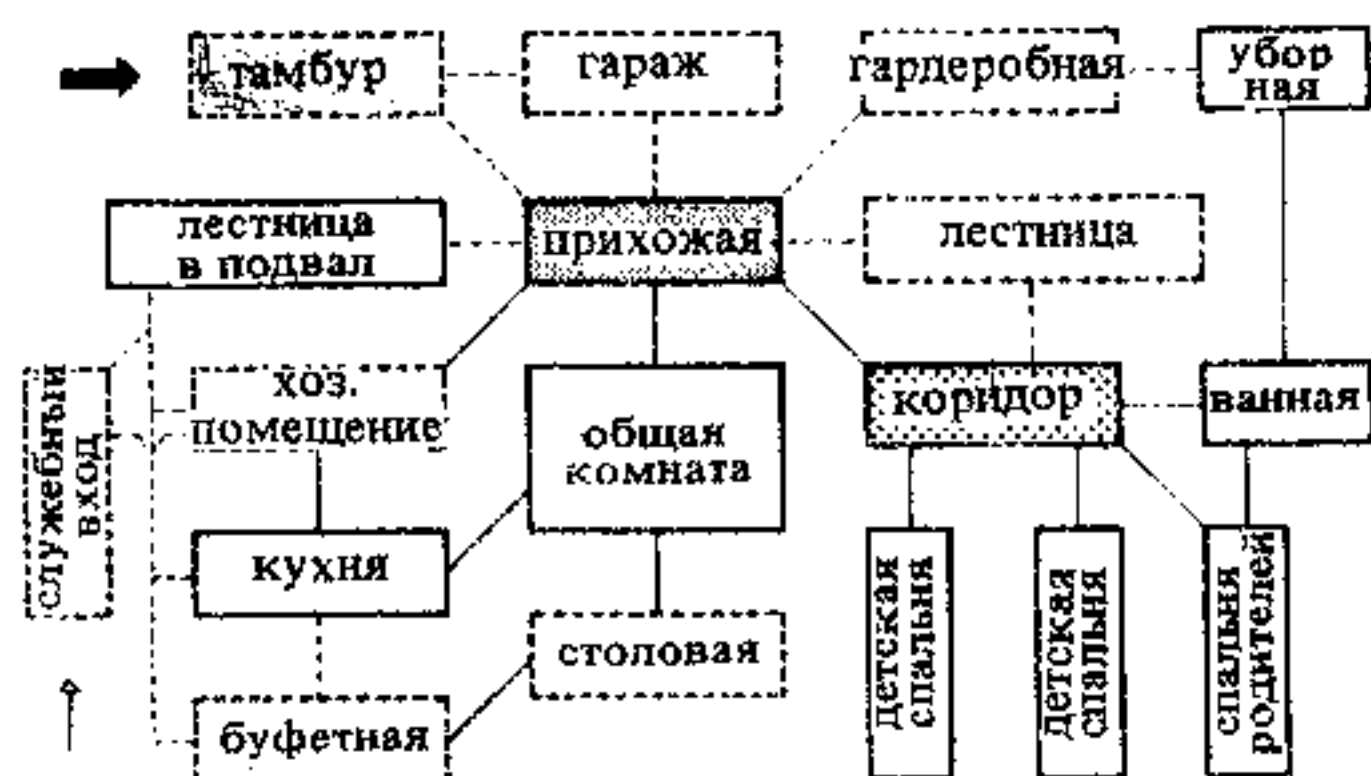 тамбур
гараж
гардеробная
убор
ная
лестница
в подвал
прихожая
лестница
служебный
вход
хоз.
помещение
общая
комната
коридор
ванная
кухня
столовая
буфетная
детская
спальня
детская
спальня
спальня
родителей